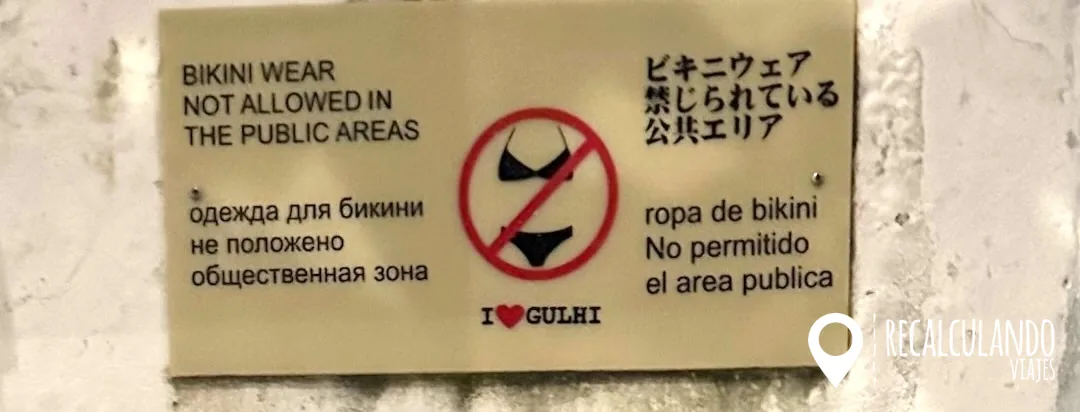 BIKINI WEAR
NOT ALLOWED IN
THE PUBLIC AREAS
ビキニウェア
禁じられている
公共エリア
одежда для бикини
не положено
общественная зона
ropa de bikini
No permitido
el area publica
I❤GULHI
RECALCULANDO
VIAJES